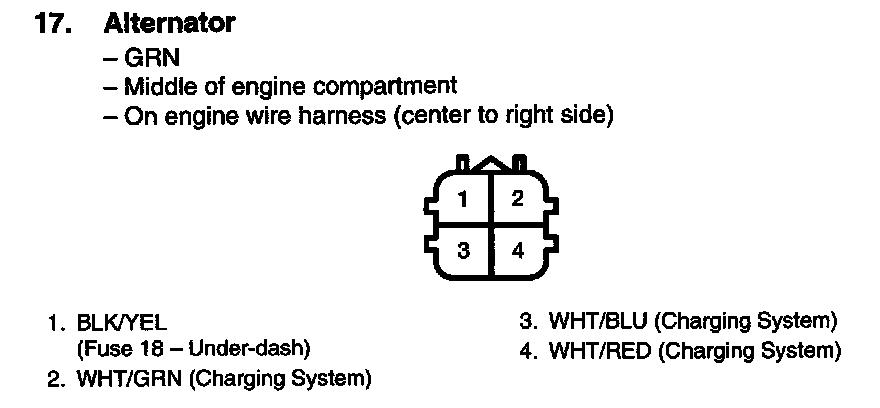 17. Alternator
– GRN
– Middle of engine compartment
– On engine wire harness (center to right side)
1 2
3 4
1. BLK/YEL
(Fuse 18 – Under-dash)
2. WHT/GRN (Charging System)
3. WHT/BLU (Charging System)
4. WHT/RED (Charging System)